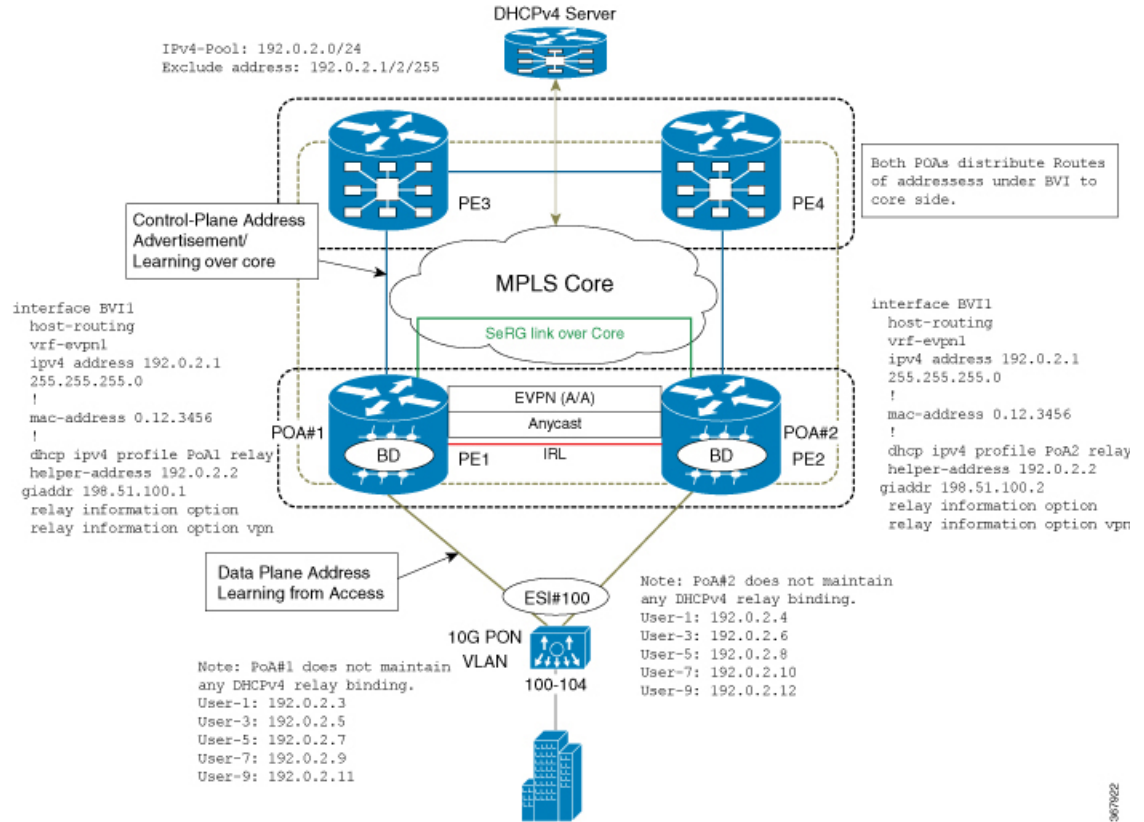 DHCPv4 Server
IPv4-Pool: 192.0.2.0/24
Exclude address: 192.0.2.1/2/255
Both POAs distribute Routes
of addressess under BVI to
core side.
PE3
PE4
Control-Plane Address
Advertisement/
Learning over core
MPLS Core
SeRG link over Core
interface BVI1
host-routing
vrf-evpn1
ipv4 address 192.0.2.1
255.255.255.0
!
mac-address 0.12.3456
!
dhcp ipv4 profile PoA1 relay
helper-address 192.0.2.2
giaddr 198.51.100.1
relay information option
relay information option vpn
interface BVI1
host-routing
vrf-evpn1
ipv4 address 192.0.2.1
255.255.255.0
!
mac-address 0.12.3456
!
dhcp ipv4 profile PoA2 relay
helper-address 192.0.2.2
giaddr 198.51.100.2
relay information option
relay information option vpn
EVPN (A/A)
Anycast
IRL
POA#1
BD
PE1
POA#2
BD
PE2
Data Plane Address
Learning from Access
ESI#100
10G PON
VLAN
100-104
Note: PoA#2 does not maintain
any DHCPv4 relay binding.
User-1: 192.0.2.4
User-3: 192.0.2.6
User-5: 192.0.2.8
User-7: 192.0.2.10
User-9: 192.0.2.12
Note: PoA#1 does not maintain
any DHCPv4 relay binding.
User-1: 192.0.2.3
User-3: 192.0.2.5
User-5: 192.0.2.7
User-7: 192.0.2.9
User-9: 192.0.2.11
367922